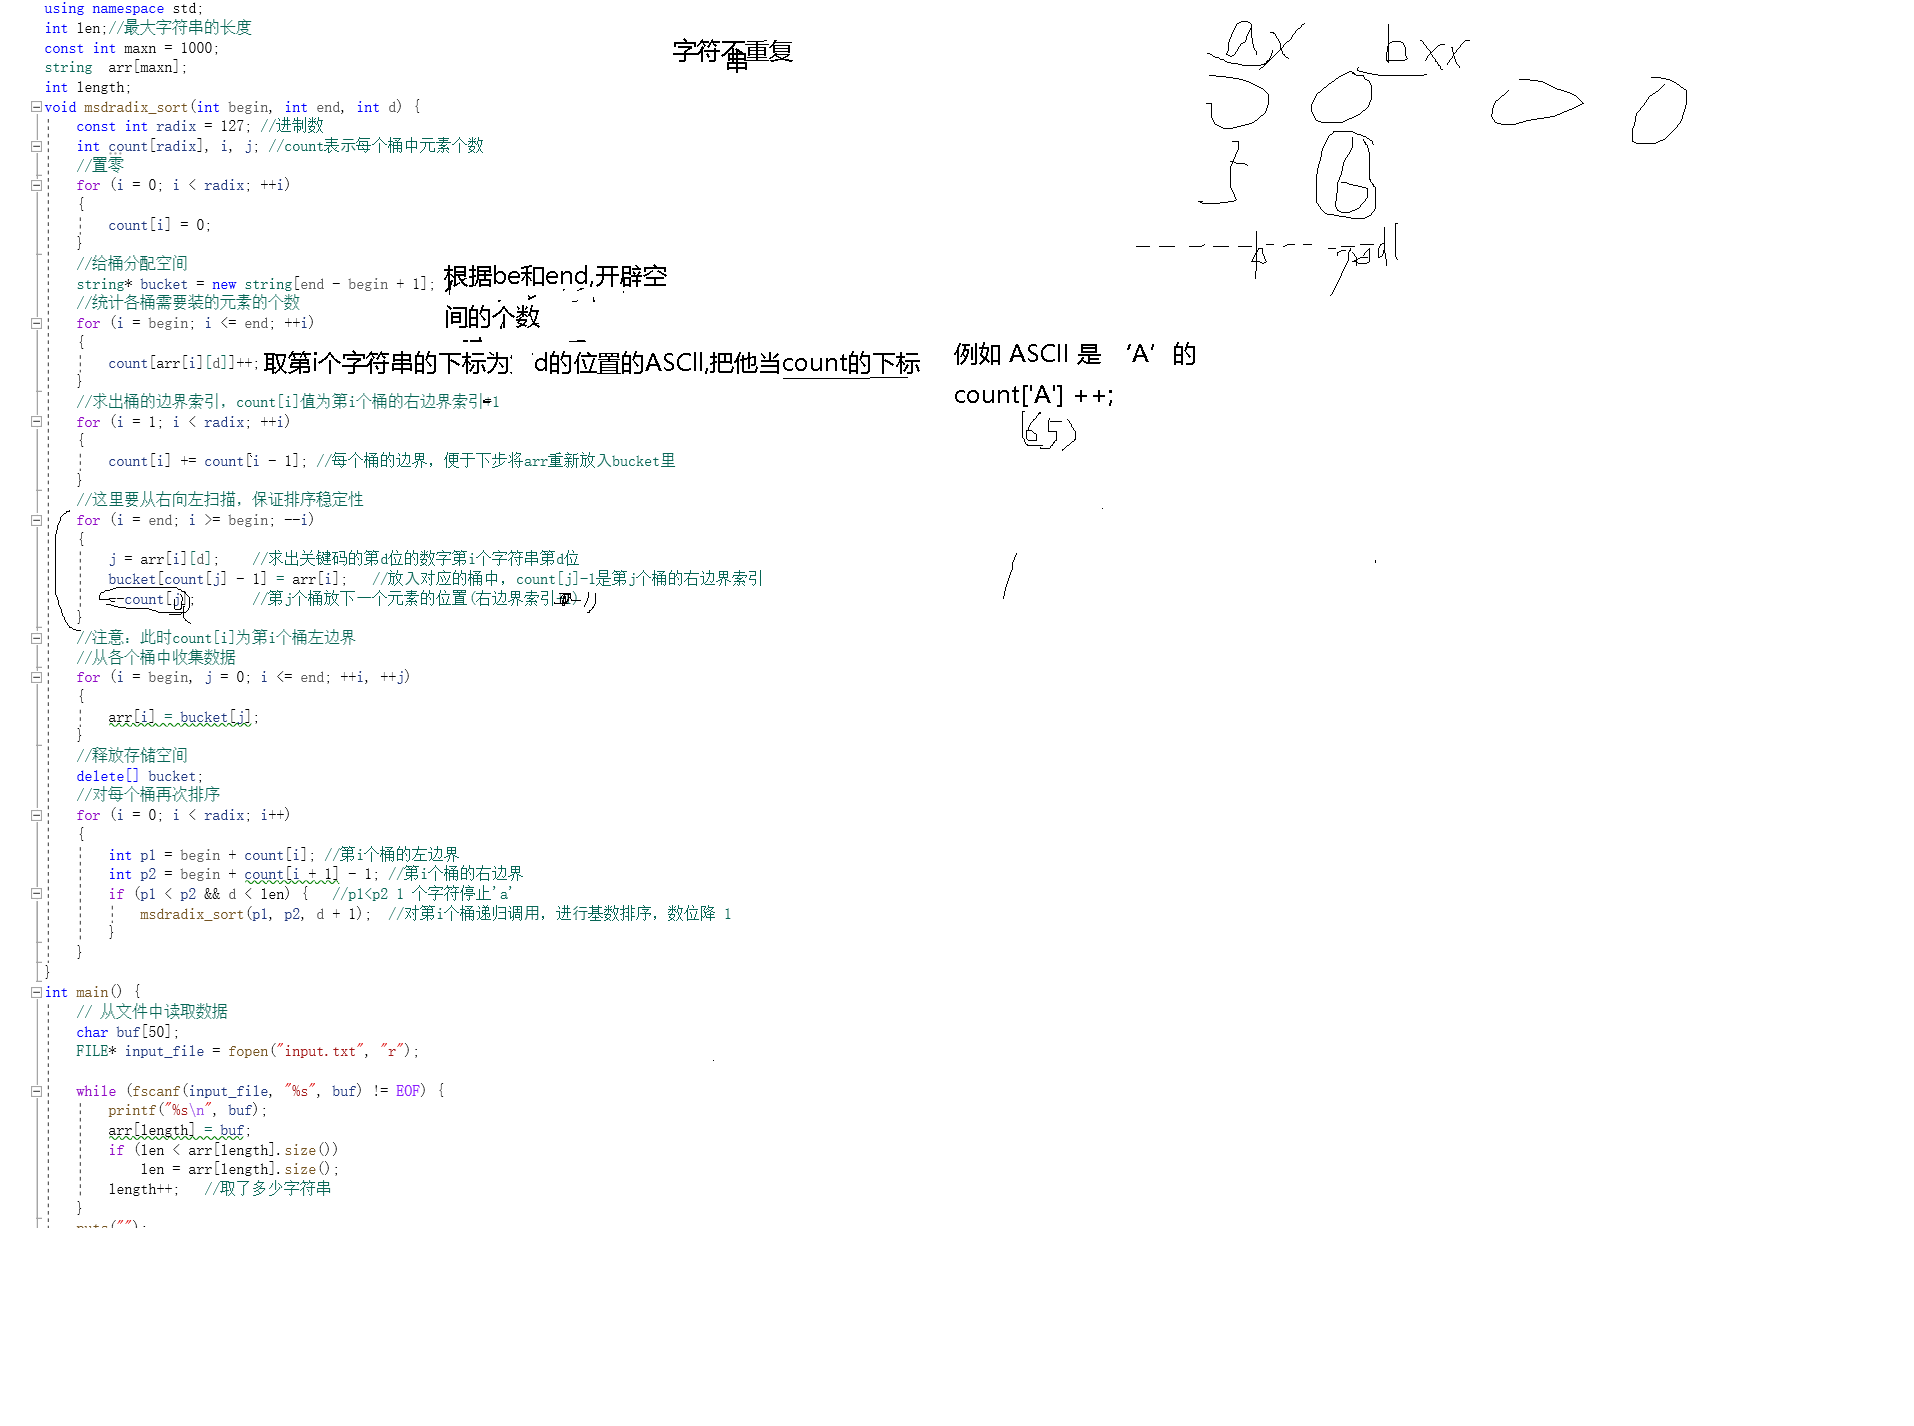 using namespace std;
int len;//最大字符串的长度
const int maxn = 1000;
字符不重复
串
string  arr[maxn];
int length;
void msdradix_sort(int begin, int end, int d) {
const int radix = 127; //进制数
int count[radix], i, j; //count表示每个桶中元素个数
//置零
for (i = 0; i < radix; ++i)
{
count[i] = 0;
}
//给桶分配空间
string* bucket = new string[end - begin + 1];
根据be和end,开辟空
间的个数
//统计各桶需要装的元素的个数
for (i = begin; i <= end; ++i)
{
count[arr[i][d]]++;
取第i个字符串的下标为 d的位置的ASCII,把他当count的下标
例如 ASCII 是 ‘A’ 的
count['A'] ++;
(65)
}
//求出桶的边界索引，count[i]值为第i个桶的右边界索引+1
for (i = 1; i < radix; ++i)
{
count[i] += count[i - 1]; //每个桶的边界，便于下步将arr重新放入bucket里
}
//这里要从右向左扫描，保证排序稳定性
for (i = end; i >= begin; --i)
{
j = arr[i][d];    //求出关键码的第d位的数字第i个字符串第d位
bucket[count[j] - 1] = arr[i];   //放入对应的桶中，count[j]-1是第j个桶的右边界索引
--count[j];       //第j个桶放下一个元素的位置(右边界索引
}
//注意：此时count[i]为第i个桶左边界
//从各个桶中收集数据
for (i = begin, j = 0; i <= end; ++i, ++j)
{
arr[i] = bucket[j];
}
//释放存储空间
delete[] bucket;
//对每个桶再次排序
for (i = 0; i < radix; i++)
{
int p1 = begin + count[i]; //第i个桶的左边界
int p2 = begin + count[i + 1] - 1; //第i个桶的右边界
if (p1 < p2 && d < len) {   //p1<p2 1 个字符停止'a'
msdradix_sort(p1, p2, d + 1);  //对第i个桶递归调用，进行基数排序，数位降 1
}
}
}
int main() {
// 从文件中读取数据
char buf[50];
FILE* input_file = fopen("input.txt", "r");
while (fscanf(input_file, "%s", buf) != EOF) {
printf("%s\n", buf);
arr[length] = buf;
if (len < arr[length].size())
len = arr[length].size();
length++;   //取了多少字符串
}
puts("");
ax bxx